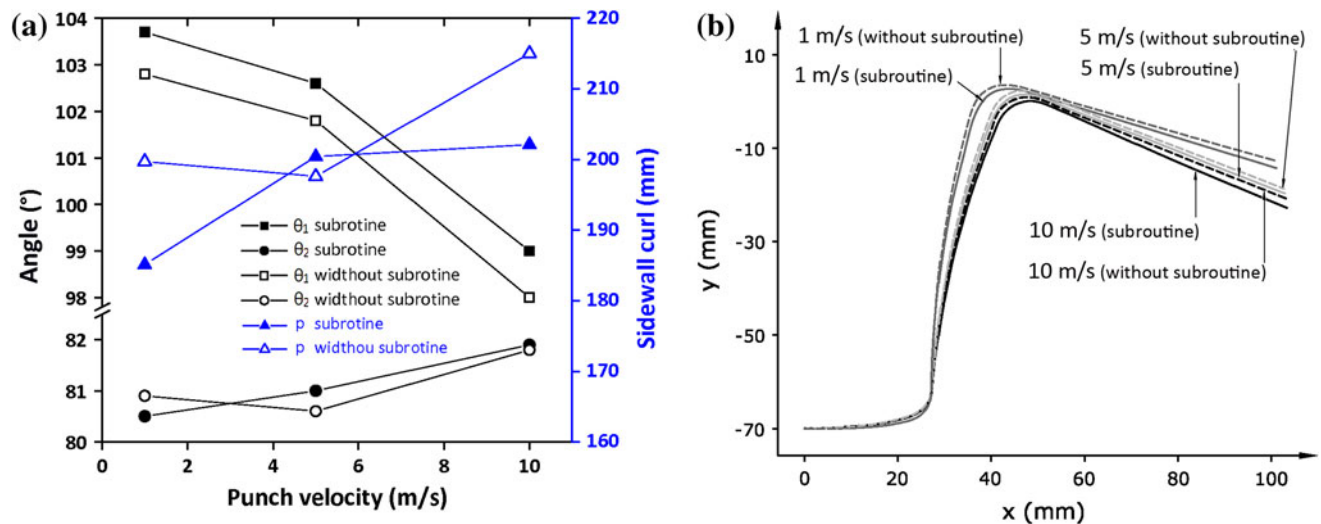 (a)
104
103
102
101
100
99
98
82
81
80
Angle (°)
0 2 4 6 8 10
Punch velocity (m/s)
220
210
200
190
180
170
160
Sidewall curl (mm)
θ₁ subrotine
θ₂ subrotine
θ₁ widthout subrotine
θ₂ widthout subrotine
p subrotine
p widthou subrotine
(b)
10
-10
-30
-50
-70
y (mm)
0 20 40 60 80 100
x (mm)
1 m/s (without subroutine)
1 m/s (subroutine)
5 m/s (without subroutine)
5 m/s (subroutine)
10 m/s (subroutine)
10 m/s (without subroutine)